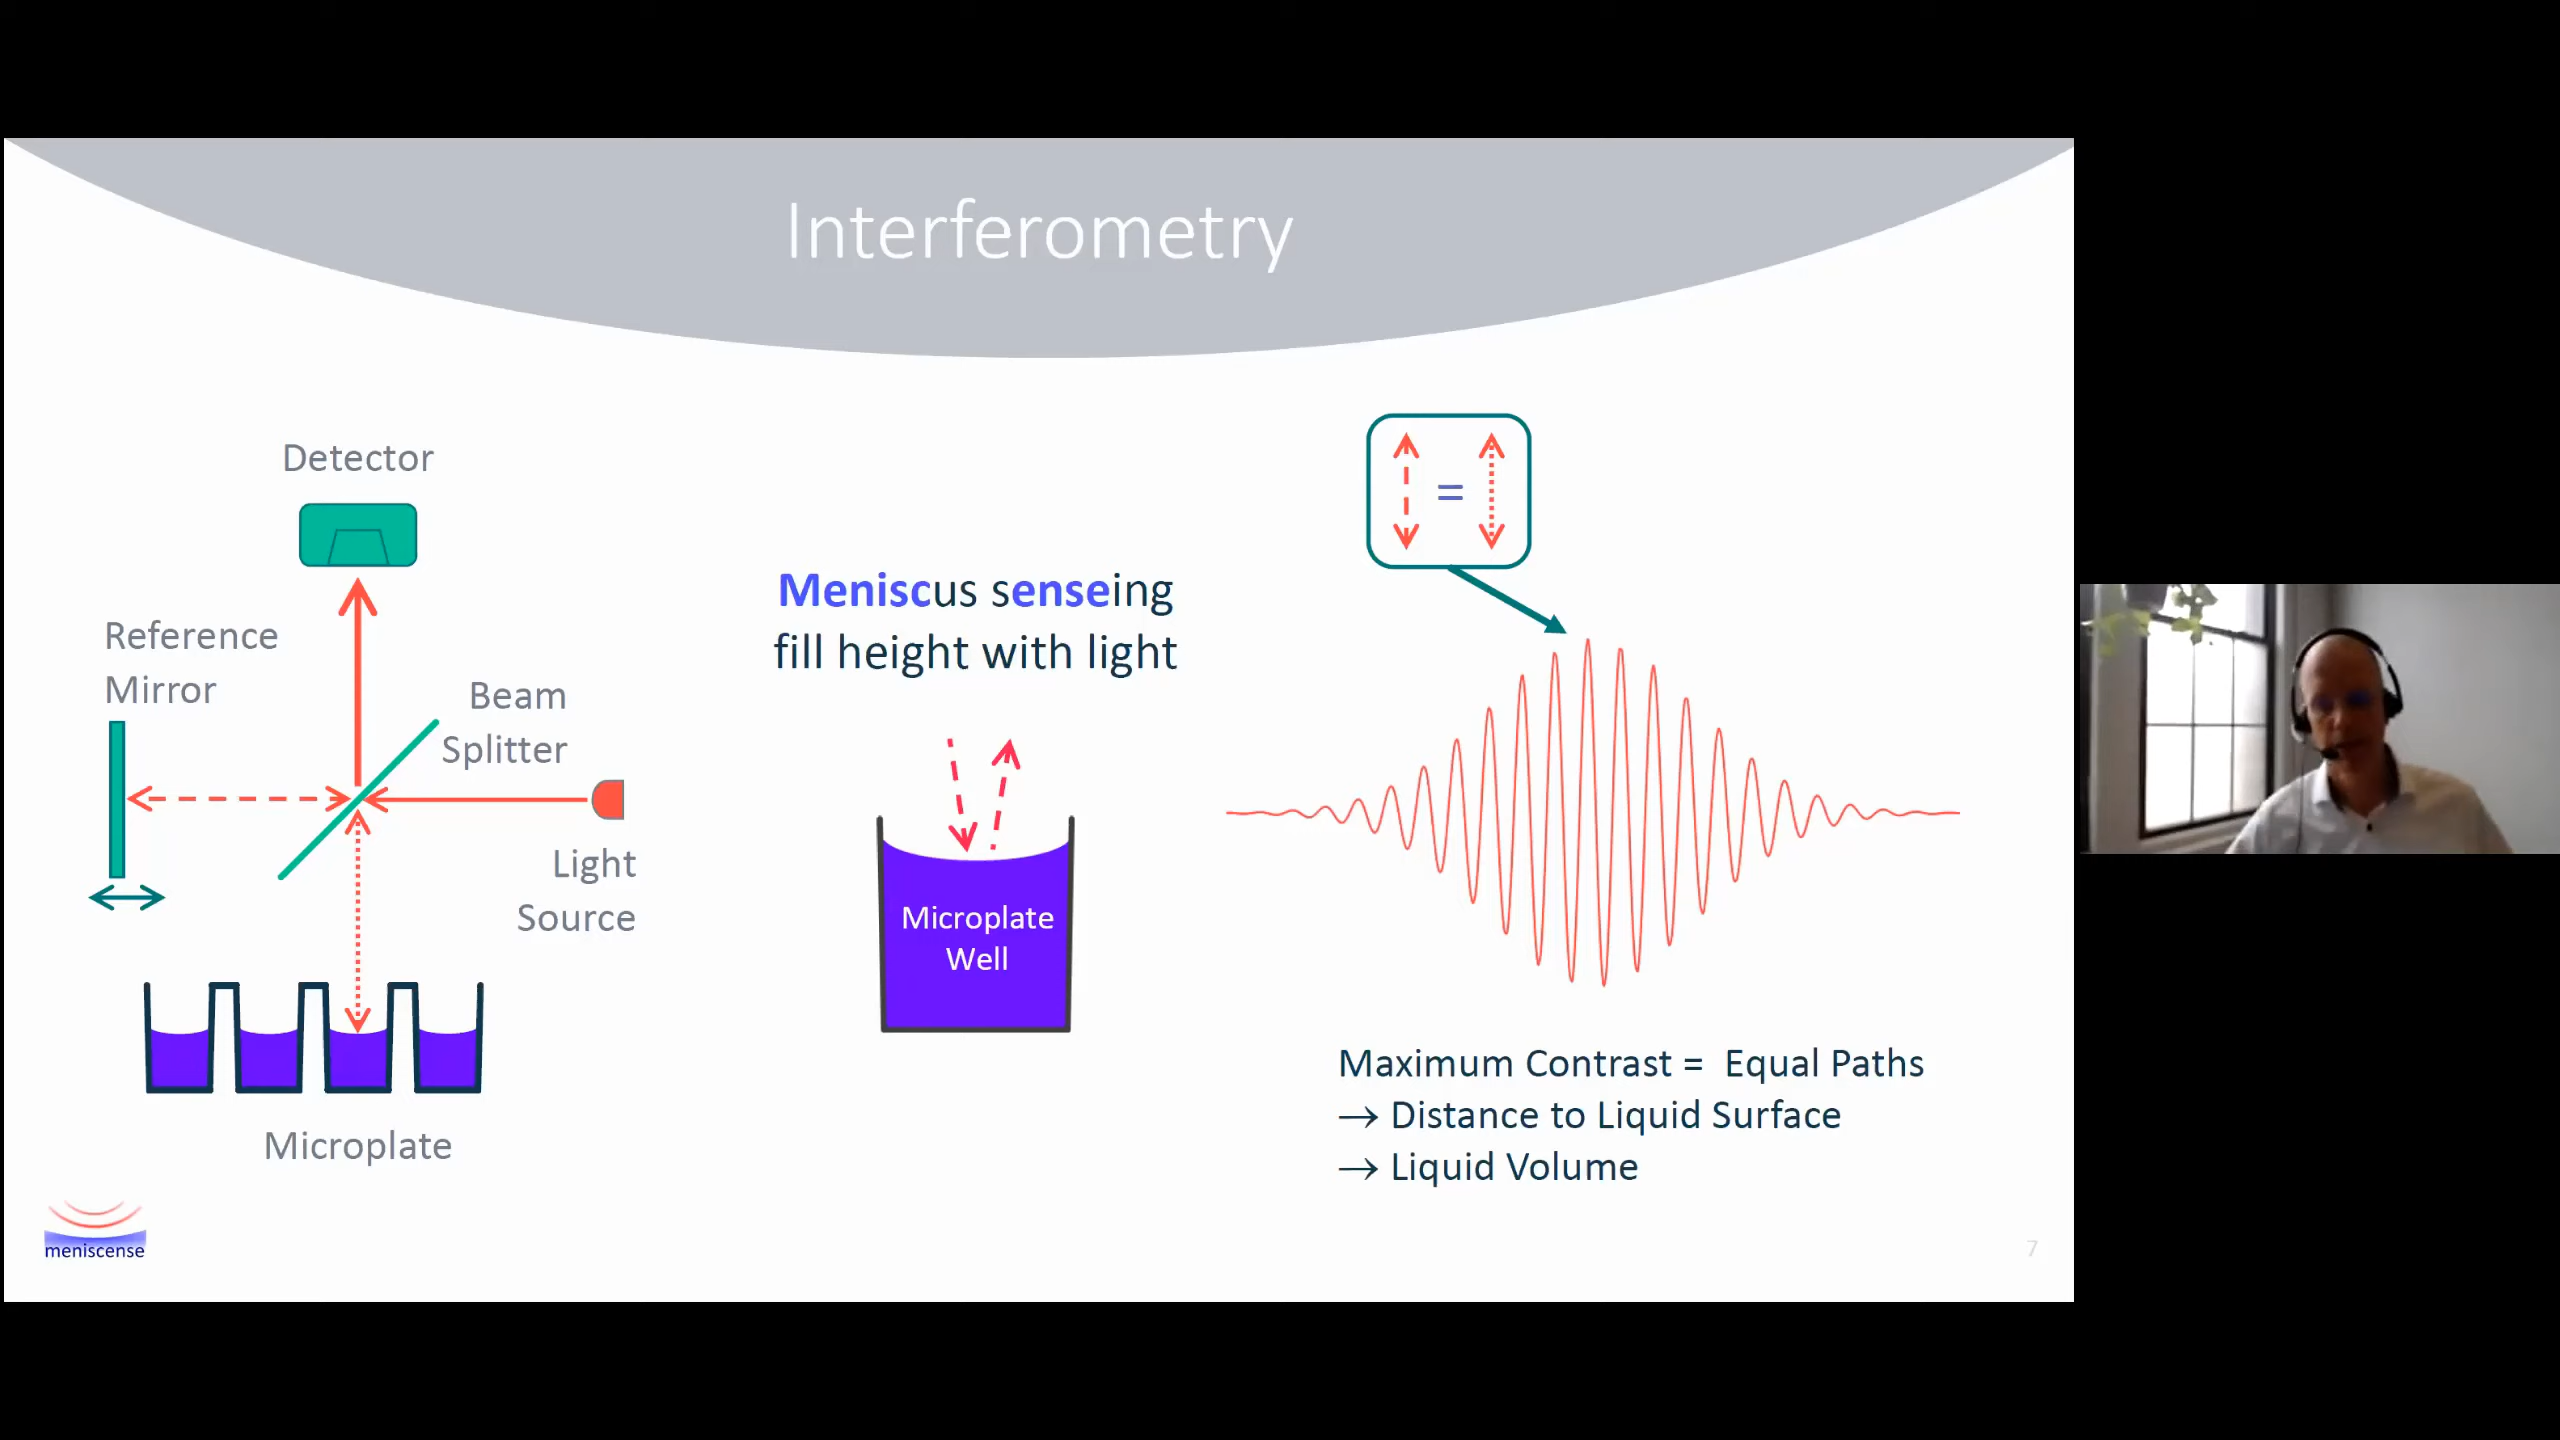 Interferometry
Detector
Reference
Mirror
Beam
Splitter
Light
Source
Microplate
Meniscus senseing
fill height with light
Microplate
Well
=
Maximum Contrast = Equal Paths
→ Distance to Liquid Surface
→ Liquid Volume
meniscense
7